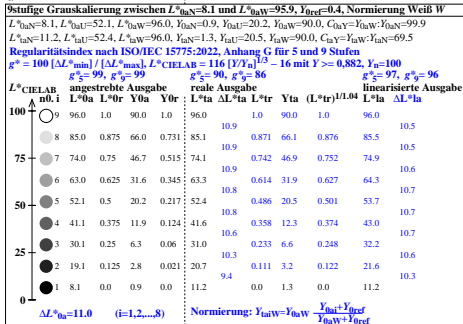 9stufige Grauskalierung zwischen L*0aN=8.1 und L*0aW=95.9, Y0ref=0.4, Normierung Weiß W
L*0aN=8.1, L*0aU=52.1, L*0aW=96.0, Y0aN=0.9, Y0aU=20.2, Y0aW=90.0, C0aY=Y0aW:Y0aN=99.9
L*taN=11.2, L*taU=52.4, L*taW=96.0, YtaN=1.3, YtaU=20.5, YtaW=90.0, CtaY=YtaW:YtaN=69.5
Regularitätsindex nach ISO/IEC 15775:2022, Anhang G für 5 und 9 Stufen
g* = 100 [ΔL*min] / [ΔL*max], L*CIELAB = 116 [Y/Yn]1/3 − 16 mit Y >= 0,882, Yn=100
g*5= 99, g*9= 99 g*5= 90, g*9= 86 g*5= 97, g*9= 96
L*CIELAB angestrebte Ausgabe reale Ausgabe linearisierte Ausgabe
n0. i L*0a L*0r Y0a Y0r L*ta ΔL*ta L*tr Yta (L*tr)1/1.04 L*la ΔL*la
100 9 96.0 1.0 90.0 1.0 96.0 1.0 90.0 1.0 96.0
10.9 10.5
8 85.0 0.875 66.0 0.731 85.1 0.871 66.1 0.876 85.5
10.9 10.5
75 7 74.0 0.75 46.7 0.515 74.1 0.742 46.9 0.752 74.9
10.9 10.6
6 63.0 0.625 31.6 0.345 63.3 0.614 31.9 0.627 64.3
10.8 10.7
50 5 52.1 0.5 20.2 0.217 52.4 0.486 20.5 0.501 53.7
10.8 10.7
4 41.1 0.375 11.9 0.124 41.6 0.358 12.3 0.374 43.0
10.6 10.7
25 3 30.1 0.25 6.3 0.06 31.0 0.233 6.6 0.248 32.2
10.3 10.6
2 19.1 0.125 2.8 0.021 20.7 0.111 3.2 0.122 21.6
9.4 10.3
1 8.1 0.0 0.9 0.0 11.2 0.0 1.3 0.0 11.2
0
ΔL*0a=11.0 (i=1,2,...,8) Normierung: YtaiW=Y0aW Y0ai+Y0ref
Y0aW+Y0ref